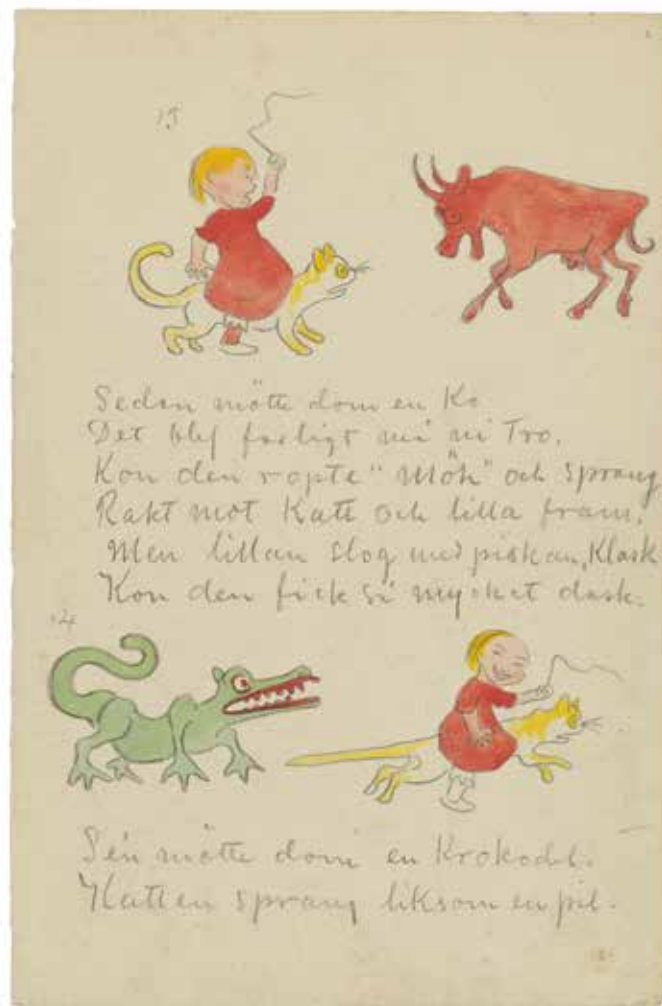 13
Sedan mötte dom en Ko
Det blef farligt må ni Tro.
Kon den ropte "Möh" och sprang
Rakt mot Katt och lilla fram.
Men lillan slog med piskan, Klask
Kon den fick så mycket dask.
14
Se'n mötte dom en Krokodil.
Katten sprang liksom en pil.